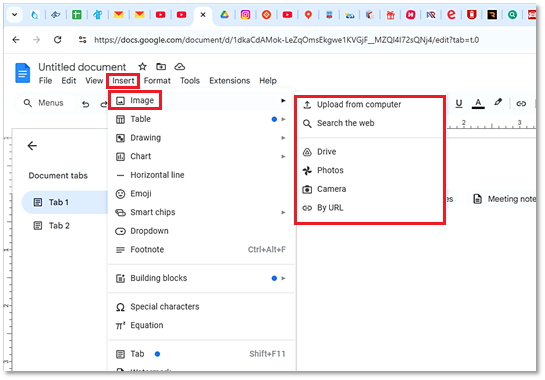 https://docs.google.com/document/d/1dkaCdAMok-LeZqOmsEkgwe1KVGjF__MZQl4I72sQNj4/edit?tab=t.0
Untitled document
File Edit View Insert Format Tools Extensions Help
Menus
U A
Image
Upload from computer
Table
Search the web
Drawing
Chart
Drive
Horizontal line
Photos
Emoji
Camera
Smart chips
By URL
Dropdown
Footnote Ctrl+Alt+F
Building blocks
Special characters
Equation
Tab Shift+F11
Document tabs
Tab 1
Tab 2
Meeting note
2 3